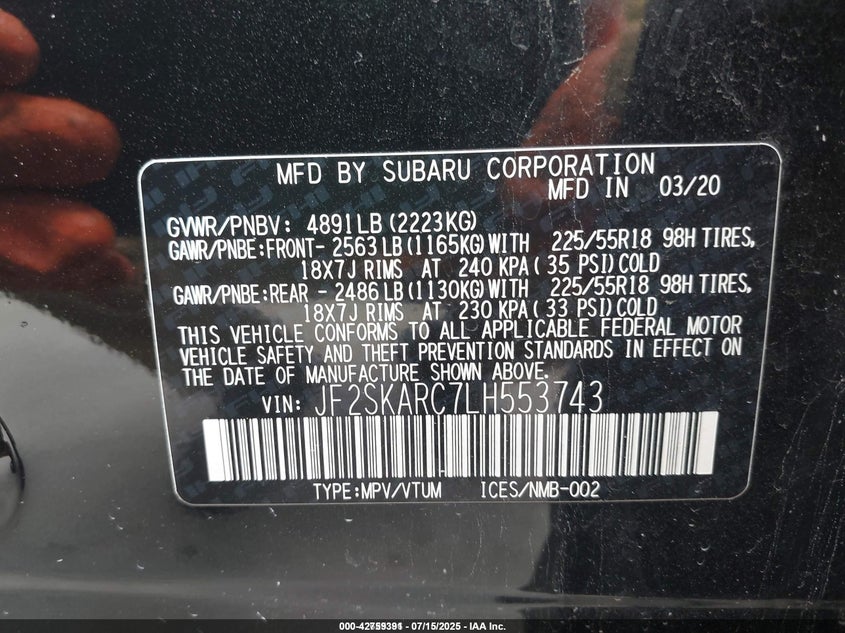 MFD BY SUBARU CORPORATION
MFD IN 03/20
GVWR/PNBV: 4891LB (2223KG)
GAWR/PNBE:FRONT- 2563LB (1165KG) WITH 225/55R18 98H TIRES,
18X7J RIMS AT 240 KPA( 35 PSI) COLD
GAWR/PNBE:REAR - 2486LB (1130KG) WITH 225/55R18 98H TIRES,
18X7J RIMS AT 230 KPA( 33 PSI) COLD
THIS VEHICLE CONFORMS TO ALL APPLICABLE FEDERAL MOTOR
VEHICLE SAFETY AND THEFT PREVENTION STANDARDS IN EFFECT ON
THE DATE OF MANUFACTURE SHOWN ABOVE.
VIN: JF2SKARC7LH553743
TYPE:MPV/VTUM ICES/NMB-002
07/15/2025 - IAA Inc.